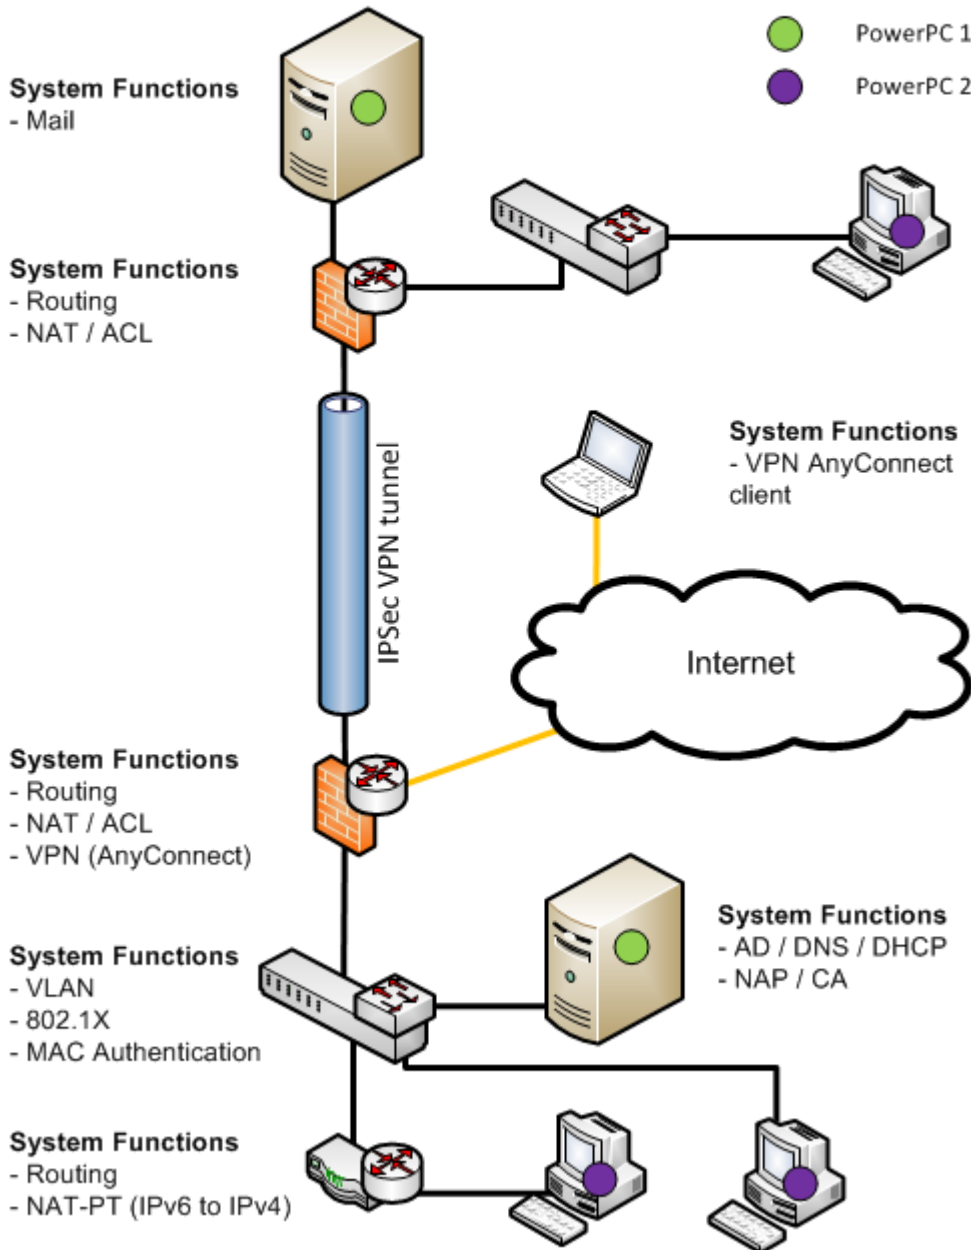 PowerPC 1
PowerPC 2
System Functions
- Mail
System Functions
- Routing
- NAT / ACL
IPSec VPN tunnel
System Functions
- VPN AnyConnect
client
Internet
System Functions
- Routing
- NAT / ACL
- VPN (AnyConnect)
System Functions
- AD / DNS / DHCP
- NAP / CA
System Functions
- VLAN
- 802.1X
- MAC Authentication
System Functions
- Routing
- NAT-PT (IPv6 to IPv4)